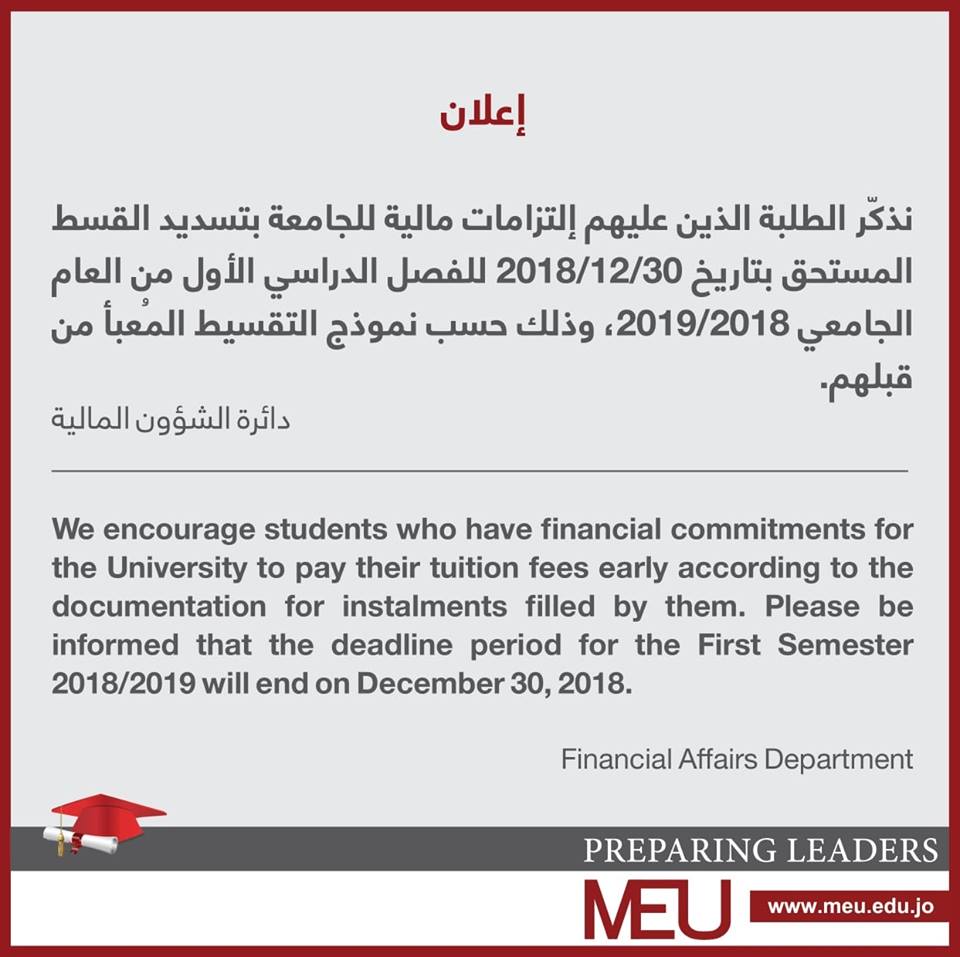 إعلان
نذكّر الطلبة الذين عليهم إلتزامات مالية للجامعة بتسديد القسط
المستحق بتاريخ 2018/12/30 للفصل الدراسي الأول من العام
الجامعي 2019/2018، وذلك حسب نموذج التقسيط المُعبأ من
قبلهم.
دائرة الشؤون المالية
We encourage students who have financial commitments for
the University to pay their tuition fees early according to the
documentation for instalments filled by them. Please be
informed that the deadline period for the First Semester
2018/2019 will end on December 30, 2018.
Financial Affairs Department
PREPARING LEADERS
MEU
www.meu.edu.jo